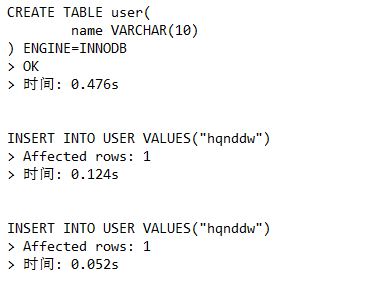 CREATE TABLE user(
        name VARCHAR(10)
) ENGINE=INNODB
> OK
> 时间: 0.476s
INSERT INTO USER VALUES("hqnddw")
> Affected rows: 1
> 时间: 0.124s
INSERT INTO USER VALUES("hqnddw")
> Affected rows: 1
> 时间: 0.052s